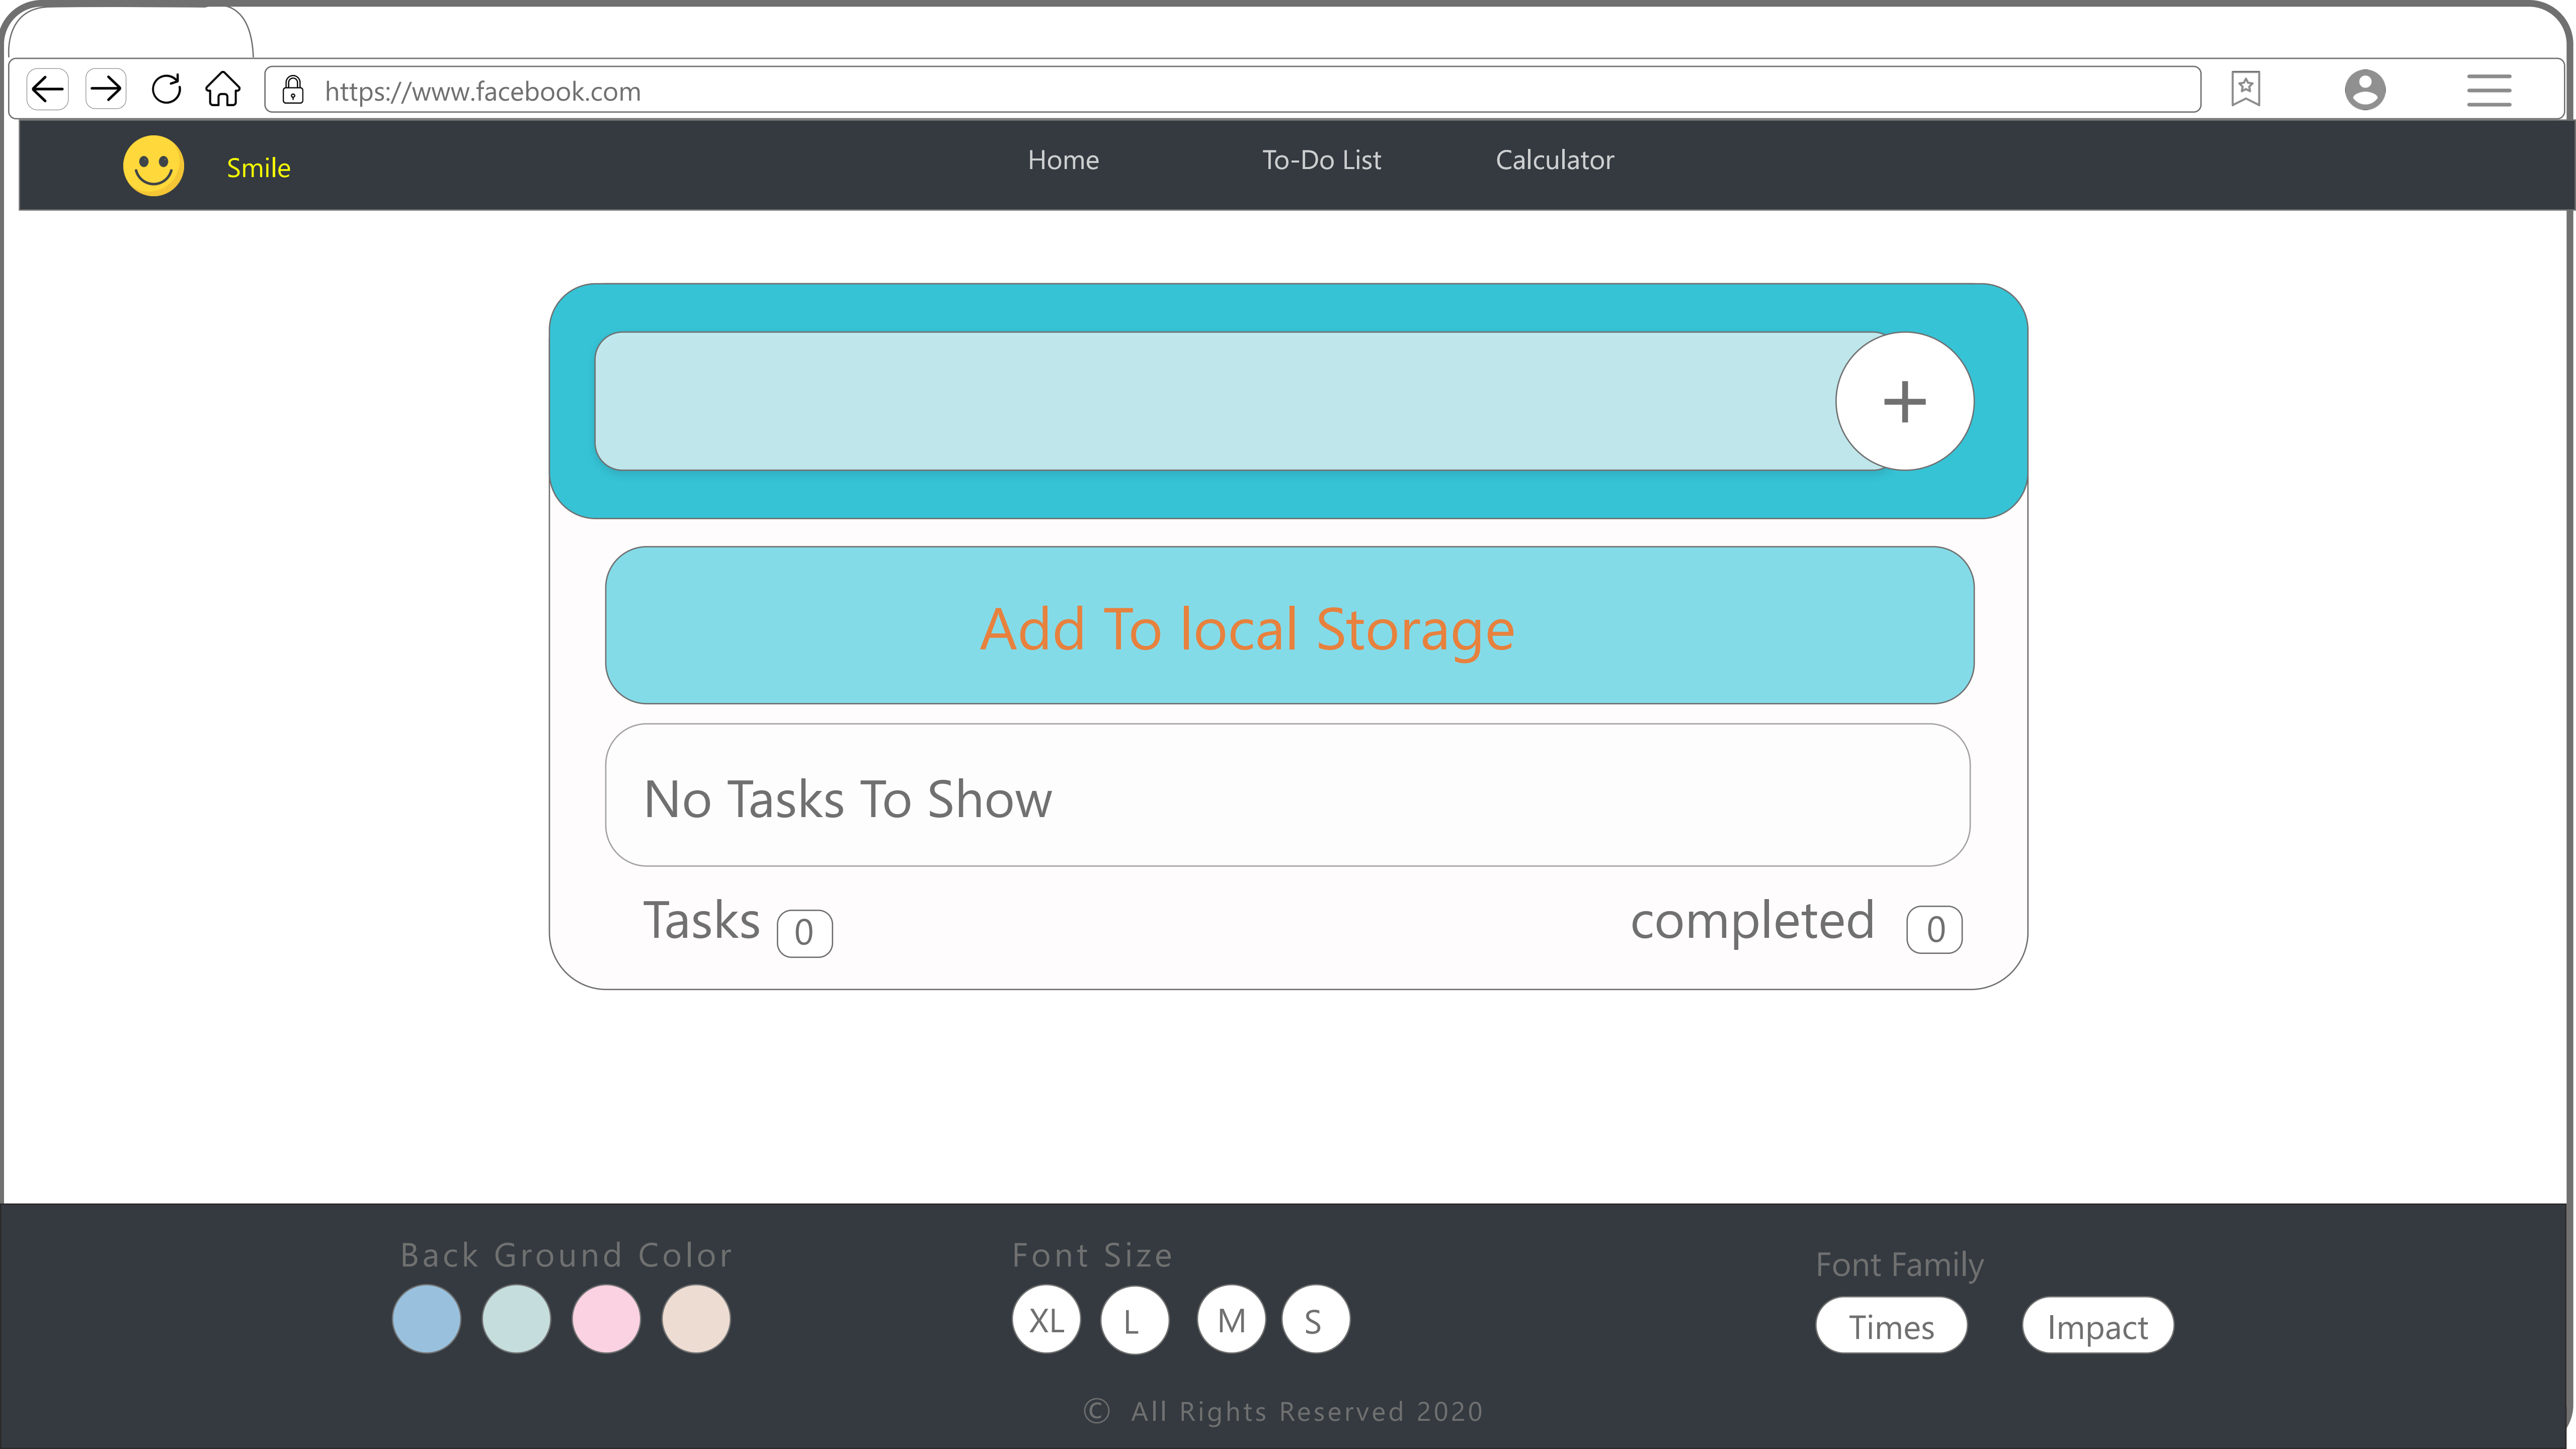 https://www.facebook.com
Smile
Home
To-Do List
Calculator
+
Add To local Storage
No Tasks To Show
Tasks 0
completed 0
Back Ground Color
Font Size
XL L M S
Font Family
Times
Impact
© All Rights Reserved 2020